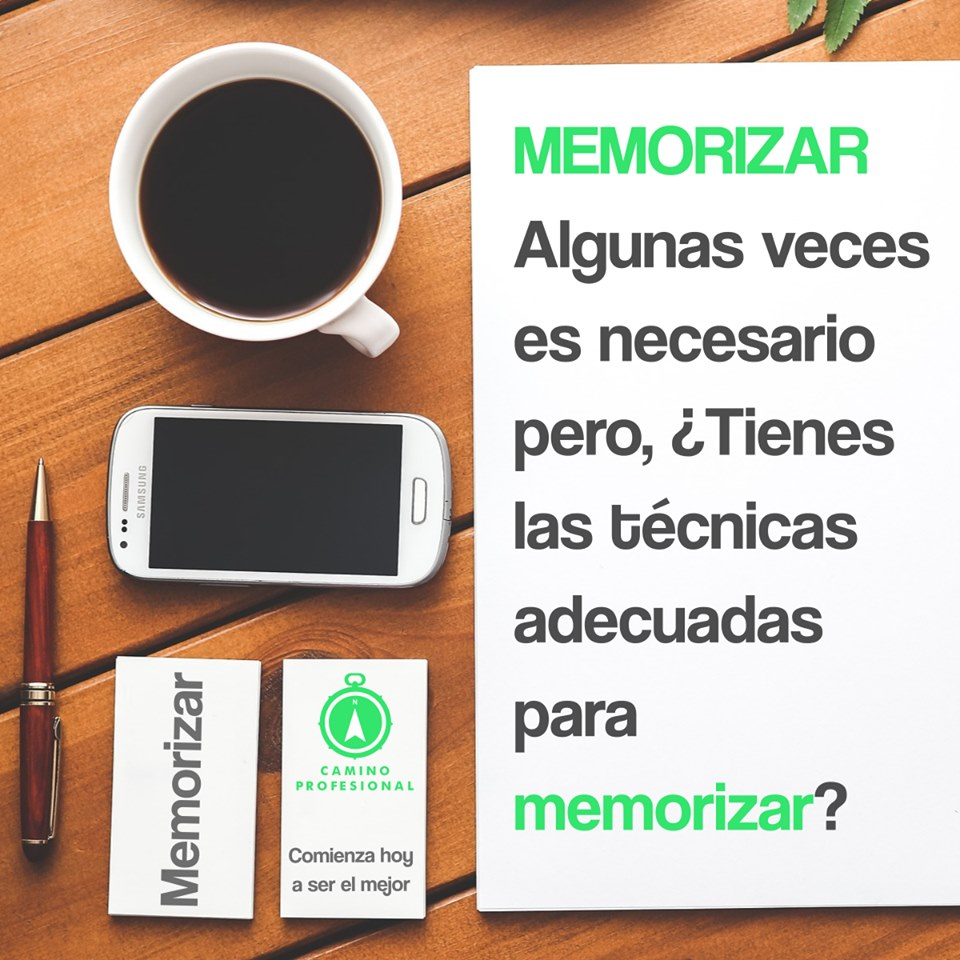 MEMORIZAR
Algunas veces
es necesario
pero, ¿Tienes
las técnicas
adecuadas
para
memorizar?
SAMSUNG
Memorizar
N
CAMINO
PROFESIONAL
Comienza hoy
a ser el mejor